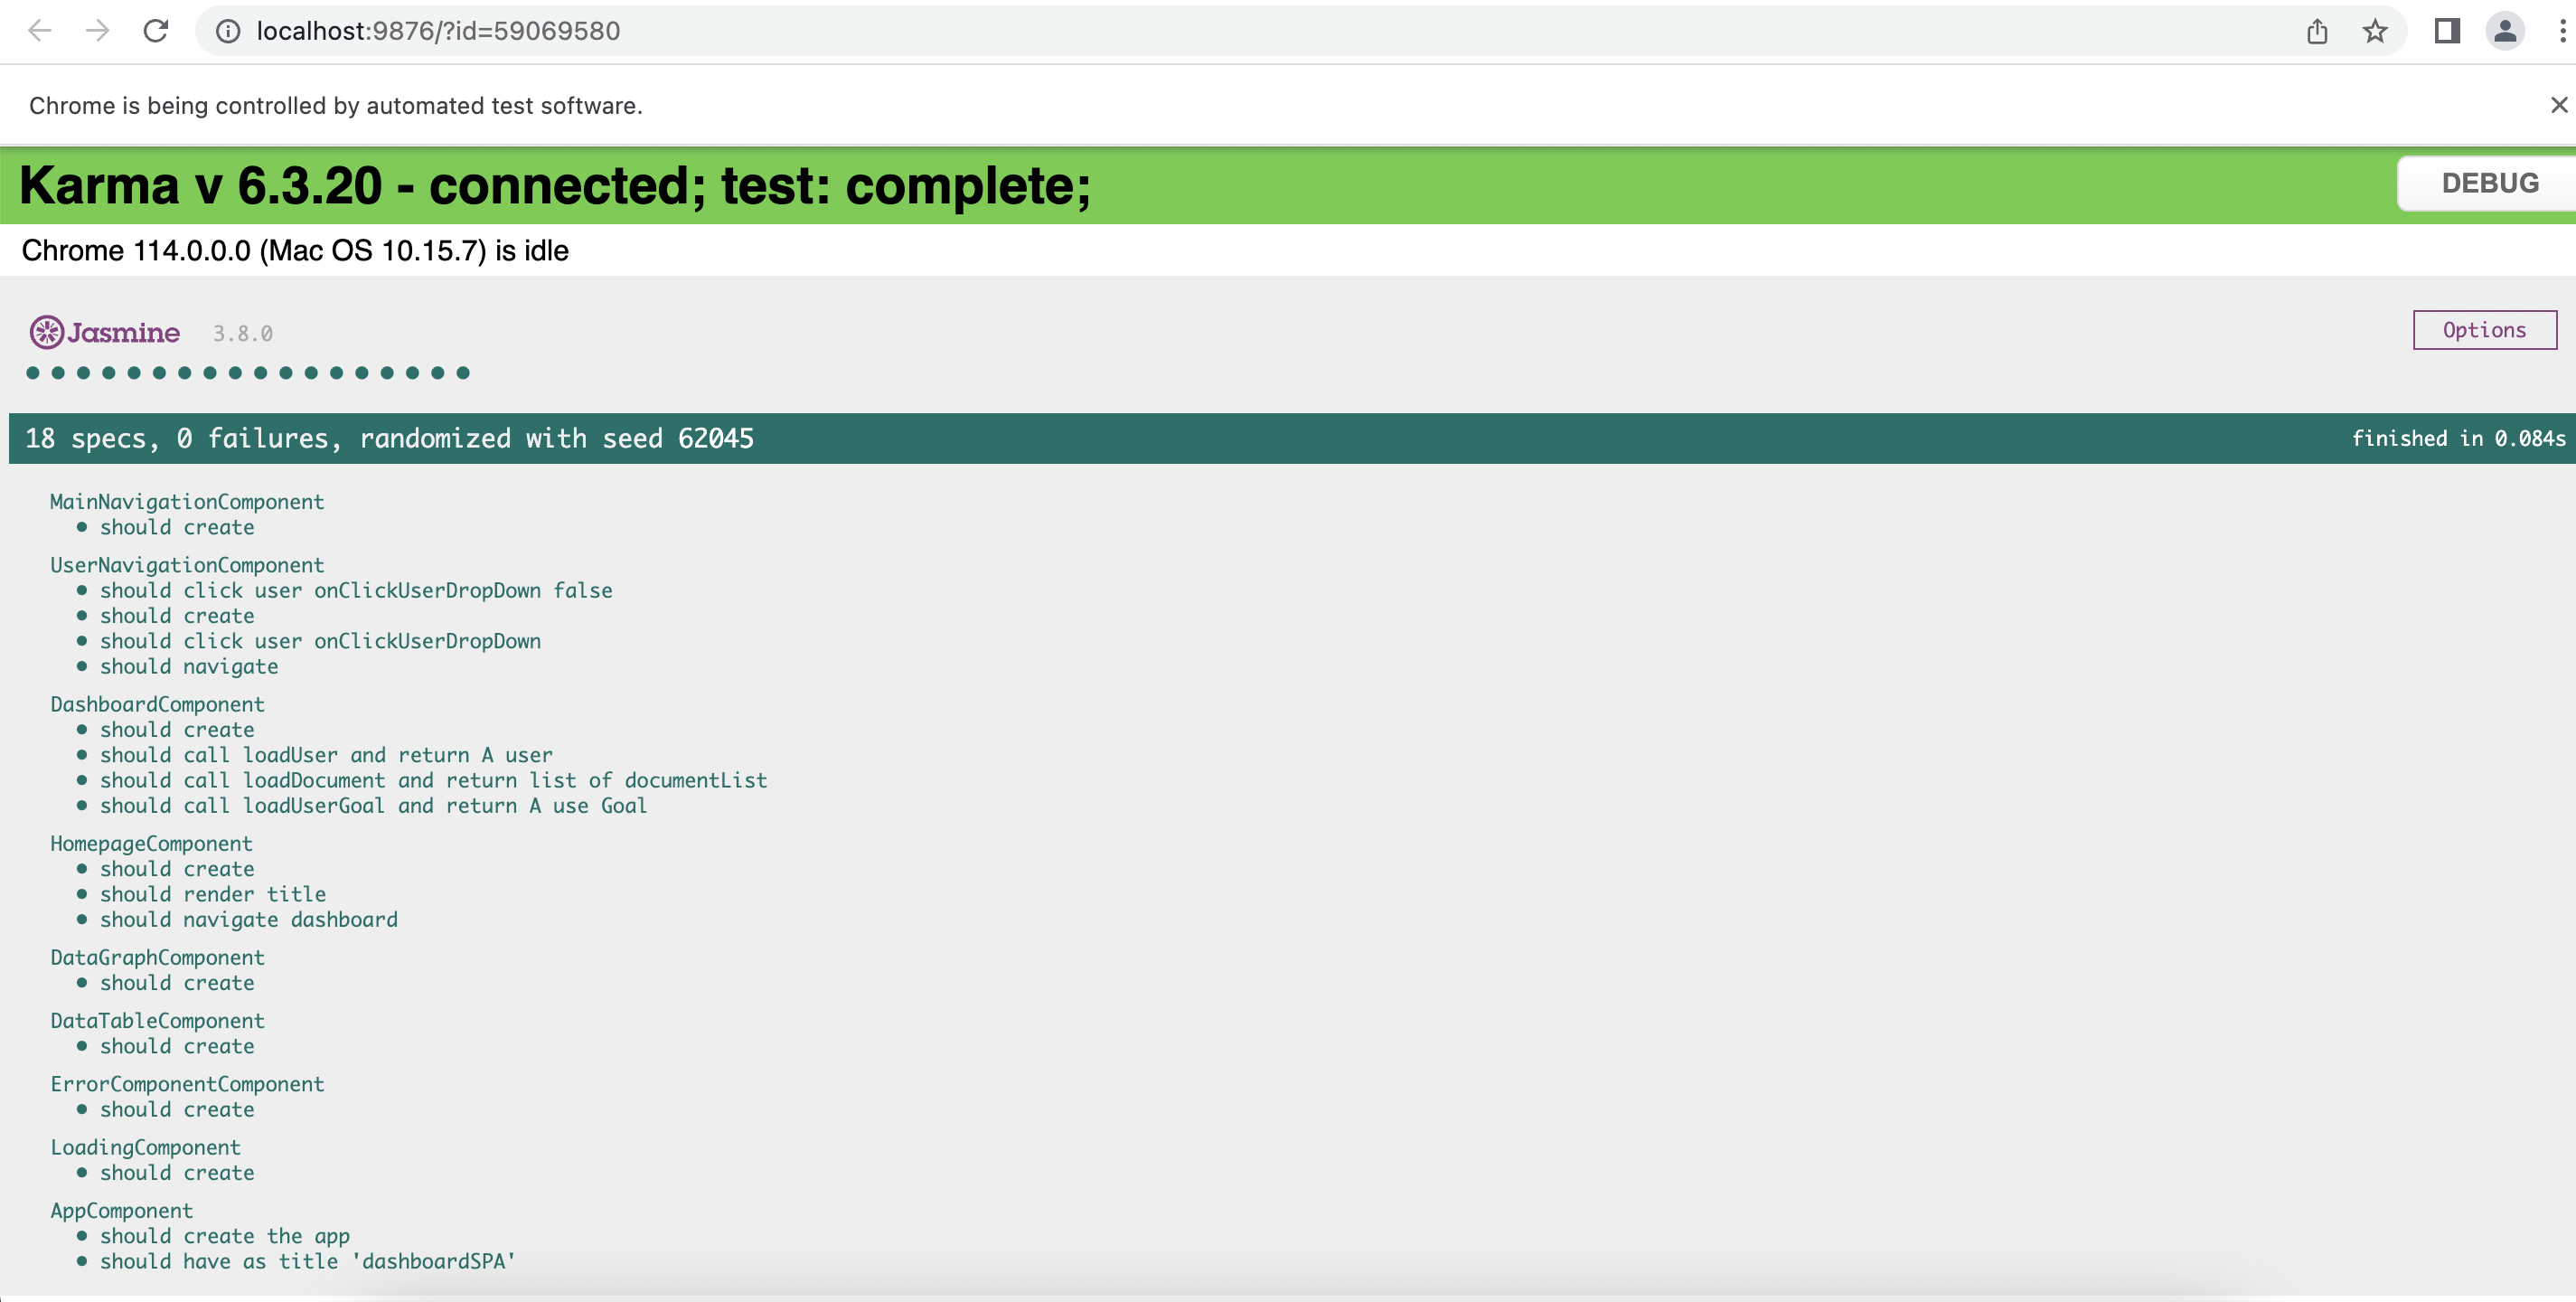 localhost:9876/?id=59069580
Chrome is being controlled by automated test software.
Karma v 6.3.20 - connected; test: complete;
DEBUG
Chrome 114.0.0.0 (Mac OS 10.15.7) is idle
Jasmine 3.8.0
Options
18 specs, 0 failures, randomized with seed 62045
finished in 0.084s
MainNavigationComponent
• should create
UserNavigationComponent
• should click user onClickUserDropDown false
• should create
• should click user onClickUserDropDown
• should navigate
DashboardComponent
• should create
• should call loadUser and return A user
• should call loadDocument and return list of documentList
• should call loadUserGoal and return A use Goal
HomepageComponent
• should create
• should render title
• should navigate dashboard
DataGraphComponent
• should create
DataTableComponent
• should create
ErrorComponentComponent
• should create
LoadingComponent
• should create
AppComponent
• should create the app
• should have as title 'dashboardSPA'